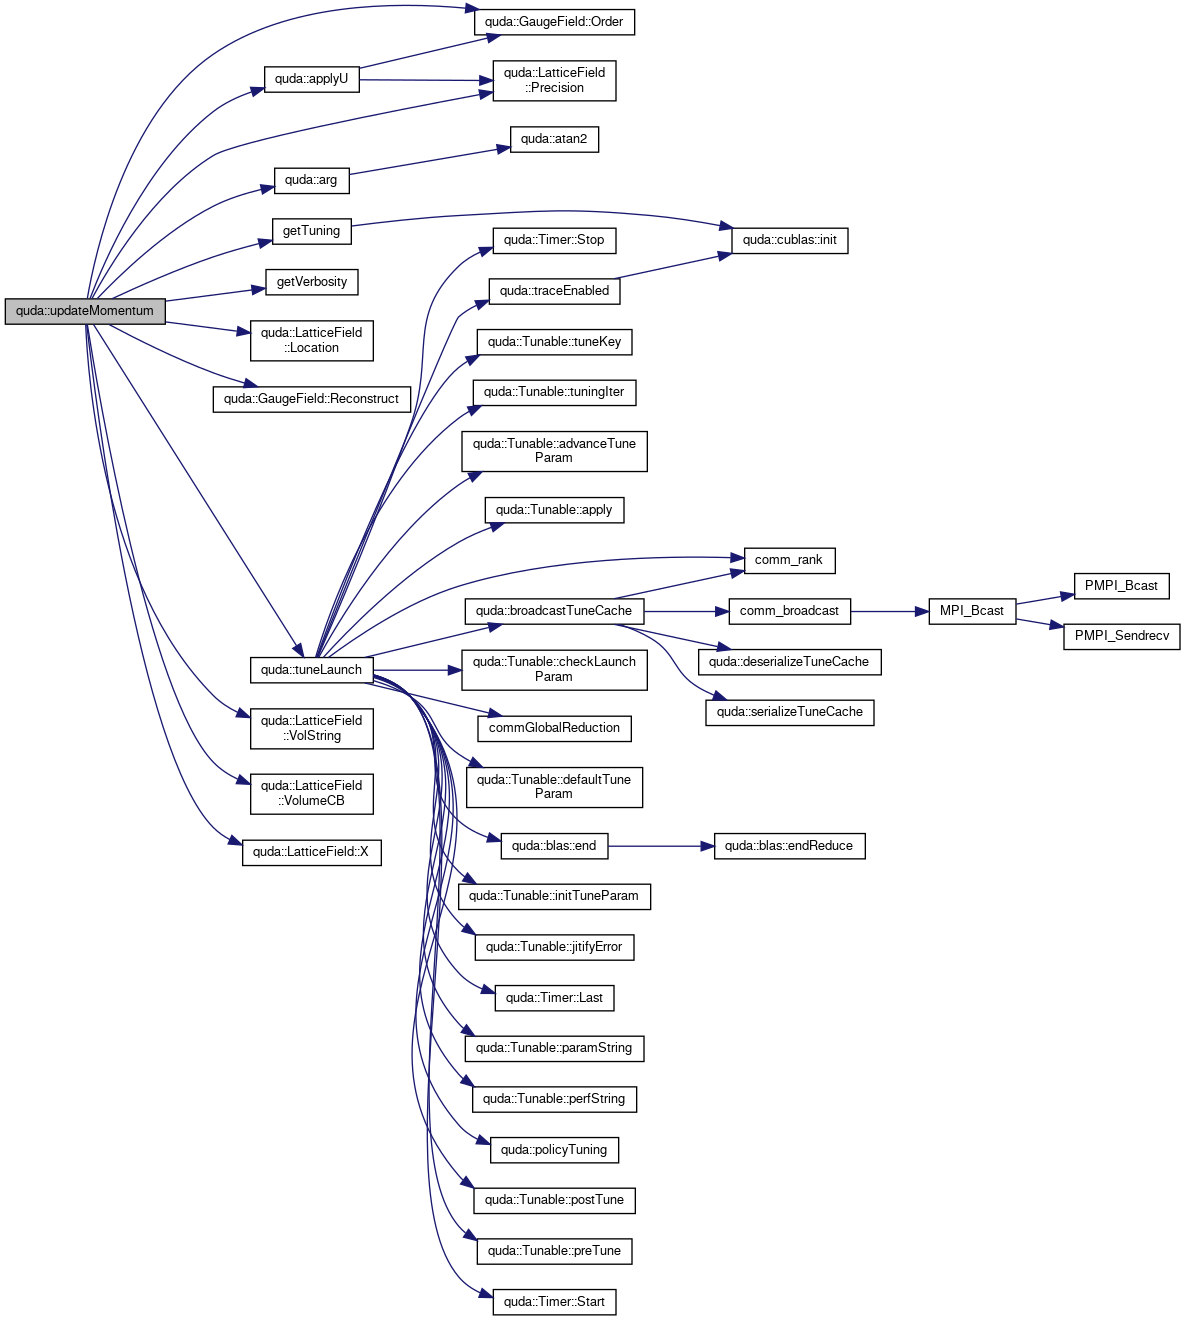 quda::updateMomentum
quda::GaugeField::Order
quda::applyU
quda::LatticeField
::Precision
quda::arg
quda::atan2
getTuning
quda::cublas::init
getVerbosity
quda::LatticeField
::Location
quda::GaugeField::Reconstruct
quda::tuneLaunch
quda::LatticeField
::VolString
quda::LatticeField
::VolumeCB
quda::LatticeField::X
quda::Timer::Stop
quda::traceEnabled
quda::Tunable::tuneKey
quda::Tunable::tuningIter
quda::Tunable::advanceTune
Param
quda::Tunable::apply
comm_rank
quda::broadcastTuneCache
comm_broadcast
MPI_Bcast
PMPI_Bcast
PMPI_Sendrecv
quda::deserializeTuneCache
quda::serializeTuneCache
quda::Tunable::checkLaunch
Param
commGlobalReduction
quda::Tunable::defaultTune
Param
quda::blas::end
quda::blas::endReduce
quda::Tunable::initTuneParam
quda::Tunable::jitifyError
quda::Timer::Last
quda::Tunable::paramString
quda::Tunable::perfString
quda::policyTuning
quda::Tunable::postTune
quda::Tunable::preTune
quda::Timer::Start